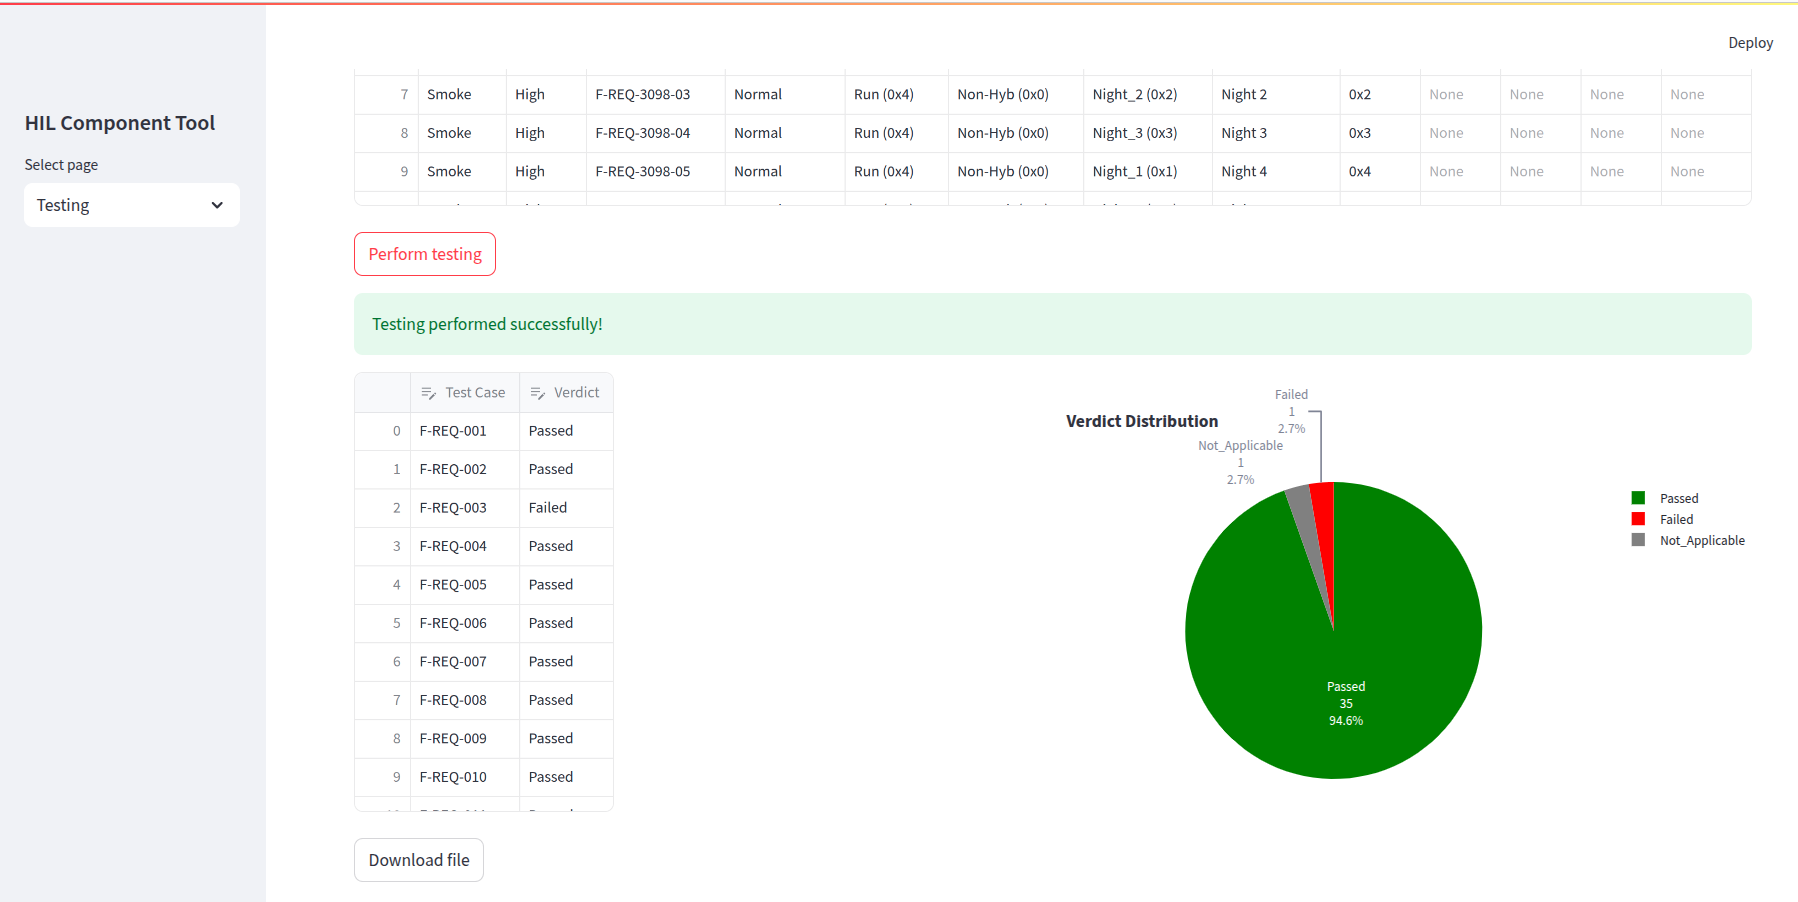 Deploy
HIL Component Tool
Select page
Testing
7 Smoke High F-REQ-3098-03 Normal Run (0x4) Non-Hyb (0x0) Night_2 (0x2) Night 2 0x2 None None None None
8 Smoke High F-REQ-3098-04 Normal Run (0x4) Non-Hyb (0x0) Night_3 (0x3) Night 3 0x3 None None None None
9 Smoke High F-REQ-3098-05 Normal Run (0x4) Non-Hyb (0x0) Night_1 (0x1) Night 4 0x4 None None None None
Perform testing
Testing performed successfully!
Test Case Verdict
0 F-REQ-001 Passed
1 F-REQ-002 Passed
2 F-REQ-003 Failed
3 F-REQ-004 Passed
4 F-REQ-005 Passed
5 F-REQ-006 Passed
6 F-REQ-007 Passed
7 F-REQ-008 Passed
8 F-REQ-009 Passed
9 F-REQ-010 Passed
Verdict Distribution
Failed
1
2.7%
Not_Applicable
1
2.7%
Passed
35
94.6%
Passed
Failed
Not_Applicable
Download file